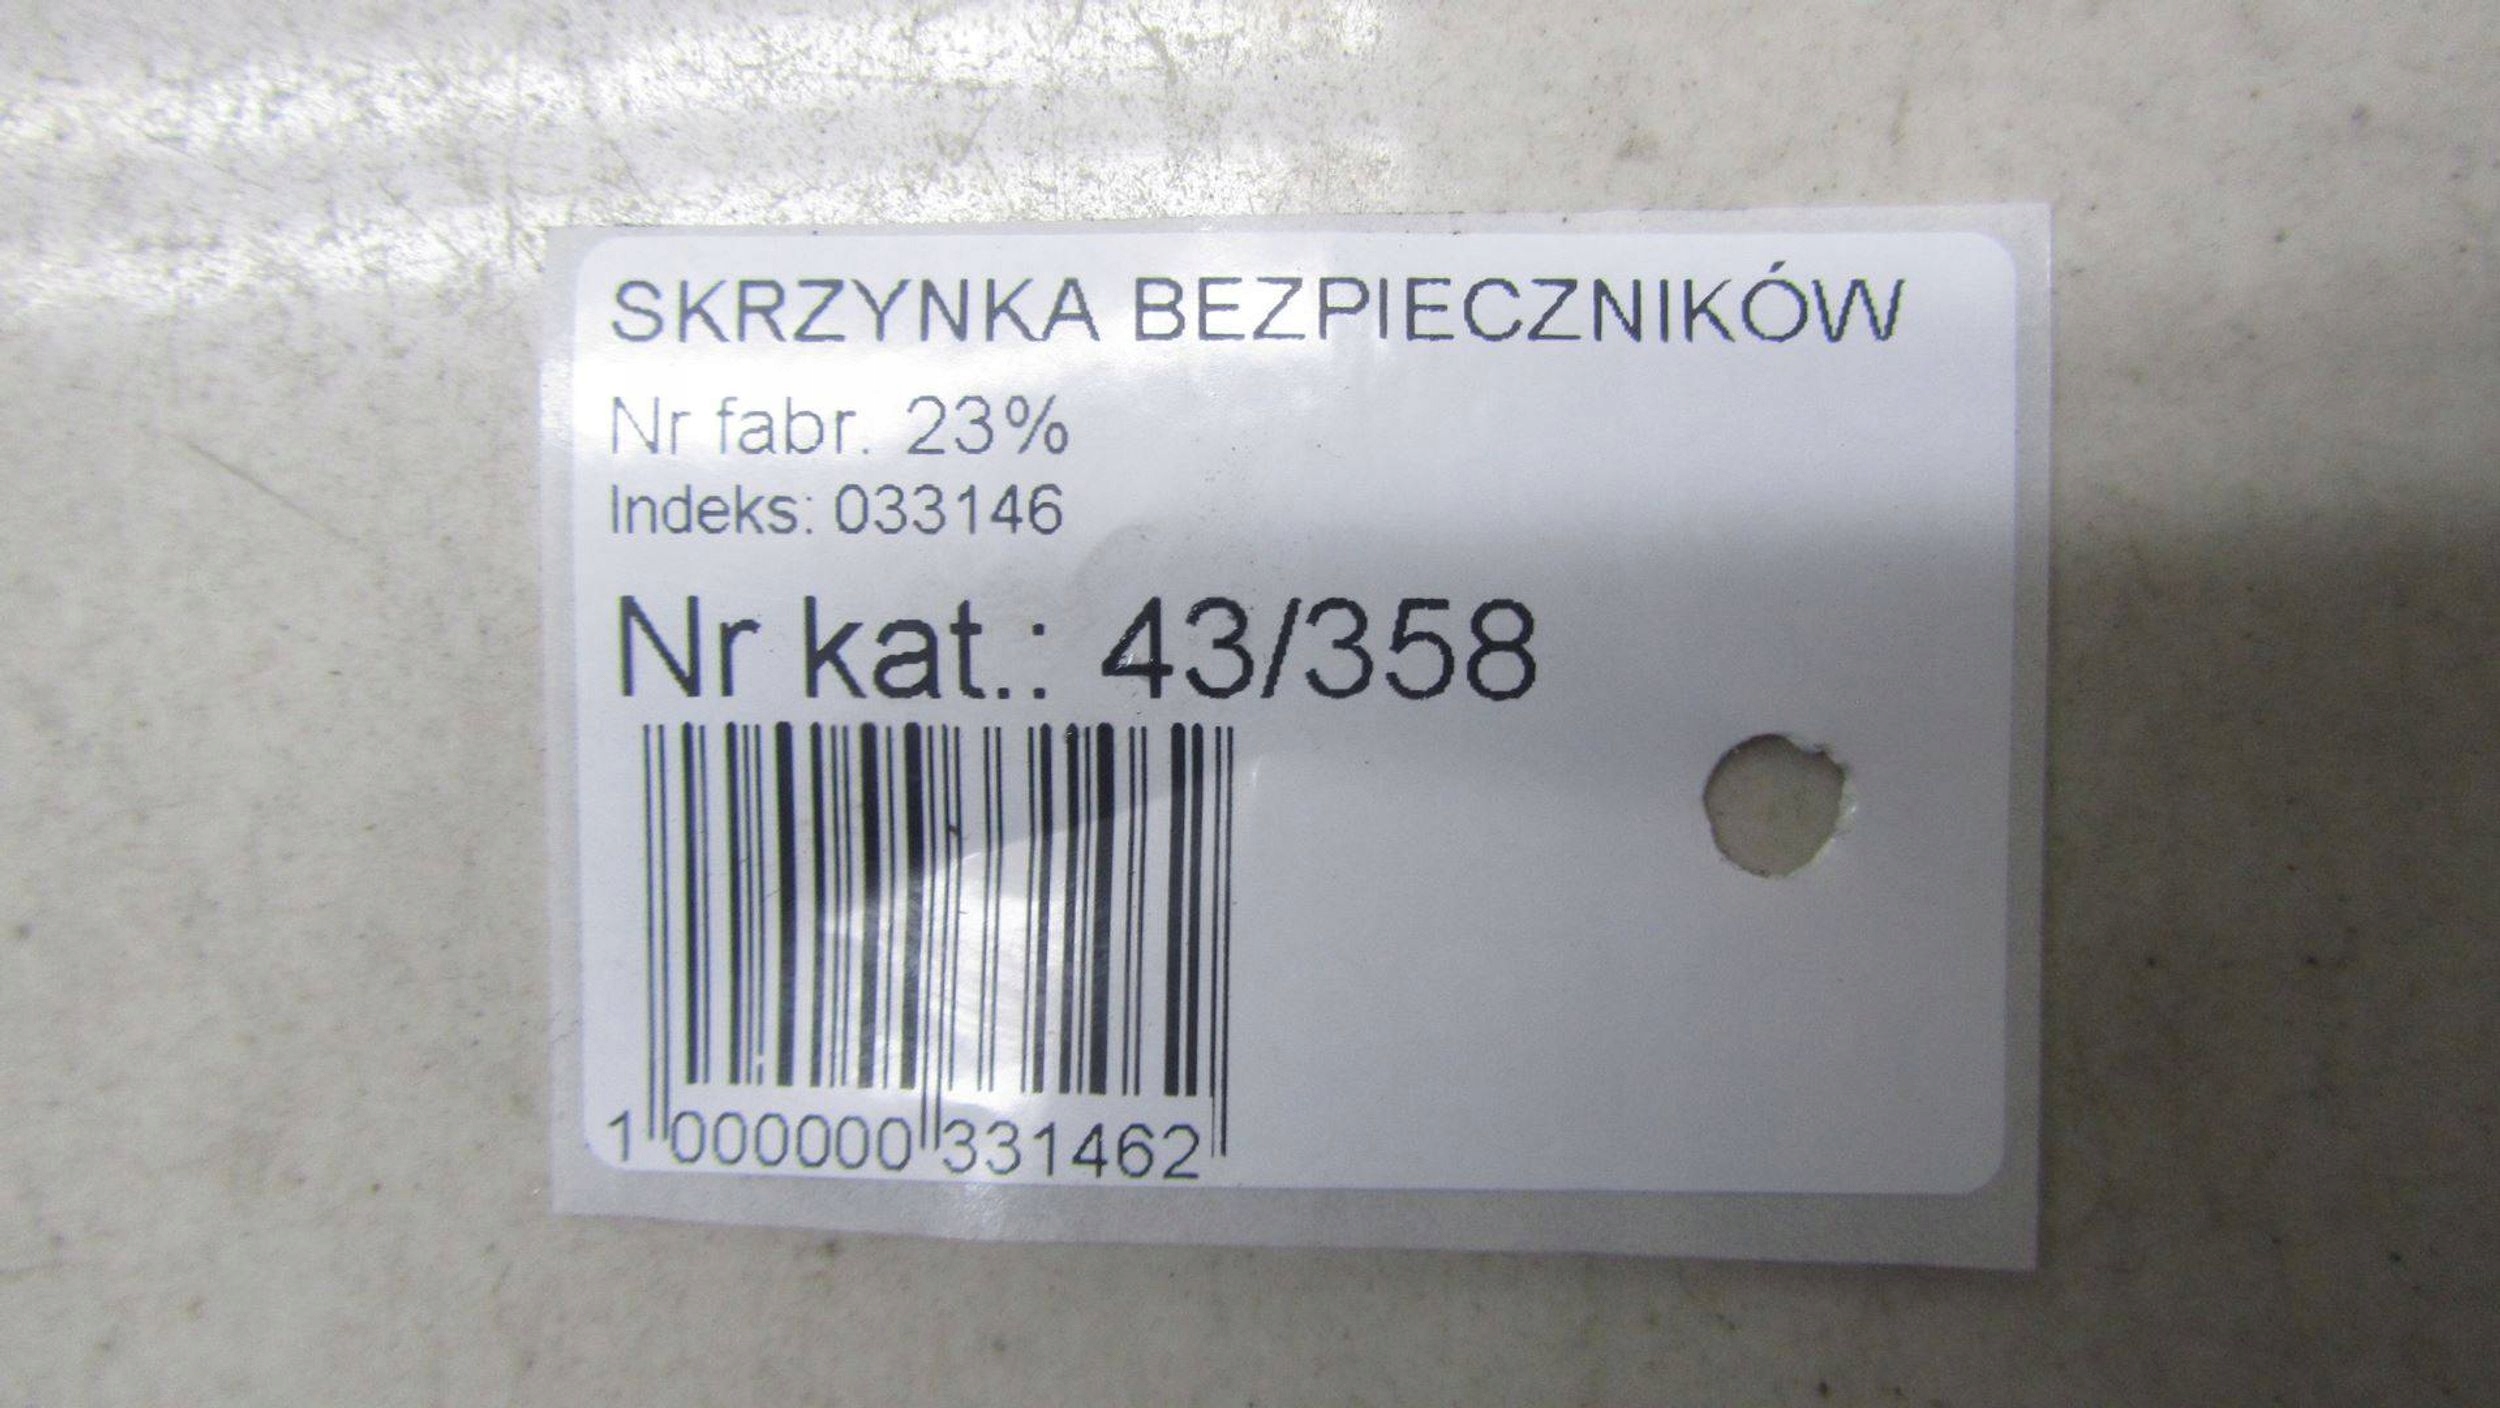 SKRZYNKA BEZPIECZNIKÓW
Nr fabr. 23%
Indeks: 033146
Nr kat.: 43/358
1 000000 331462